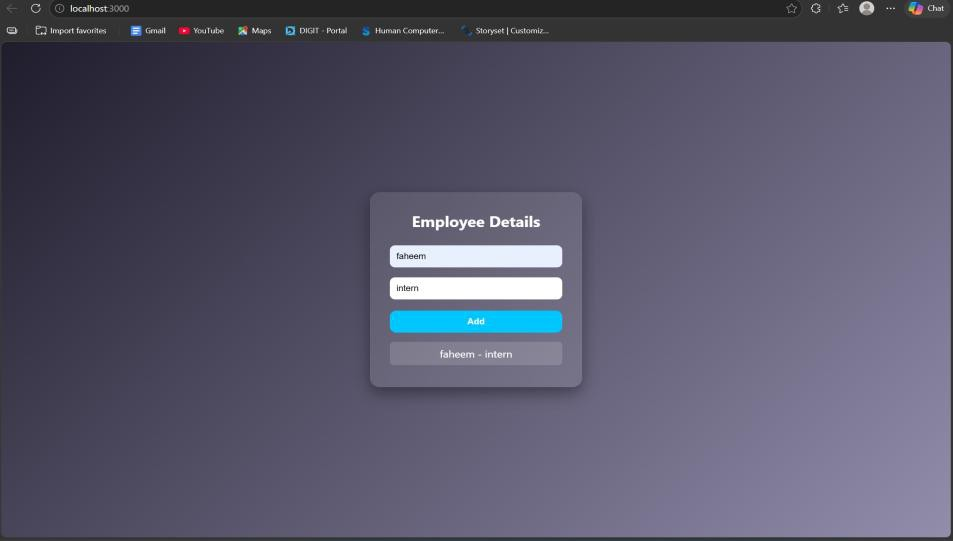 localhost:3000
Chat
Import favorites
Gmail
YouTube
Maps
DIGIT - Portal
Human Computer...
Storyset | Customiz...
Employee Details
faheem
intern
Add
faheem - intern